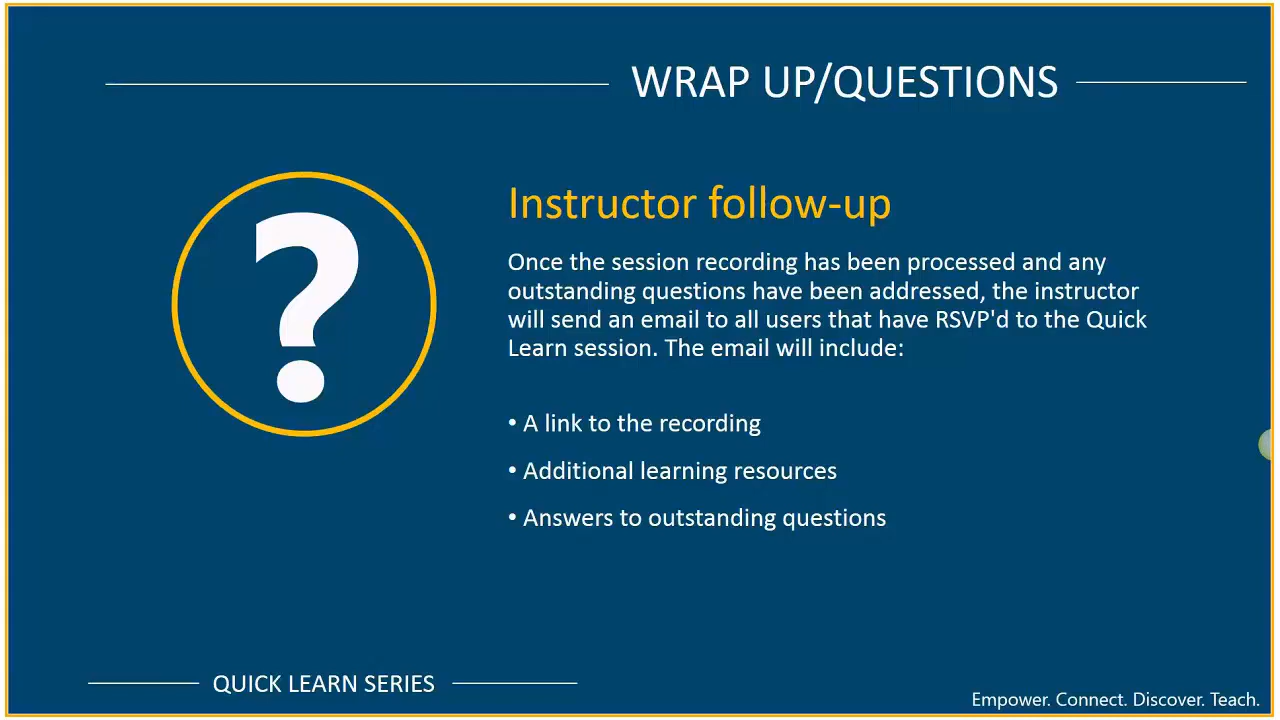 WRAP UP/QUESTIONS
?
Instructor follow-up
Once the session recording has been processed and any
outstanding questions have been addressed, the instructor
will send an email to all users that have RSVP'd to the Quick
Learn session. The email will include:
• A link to the recording
• Additional learning resources
• Answers to outstanding questions
QUICK LEARN SERIES
Empower. Connect. Discover. Teach.